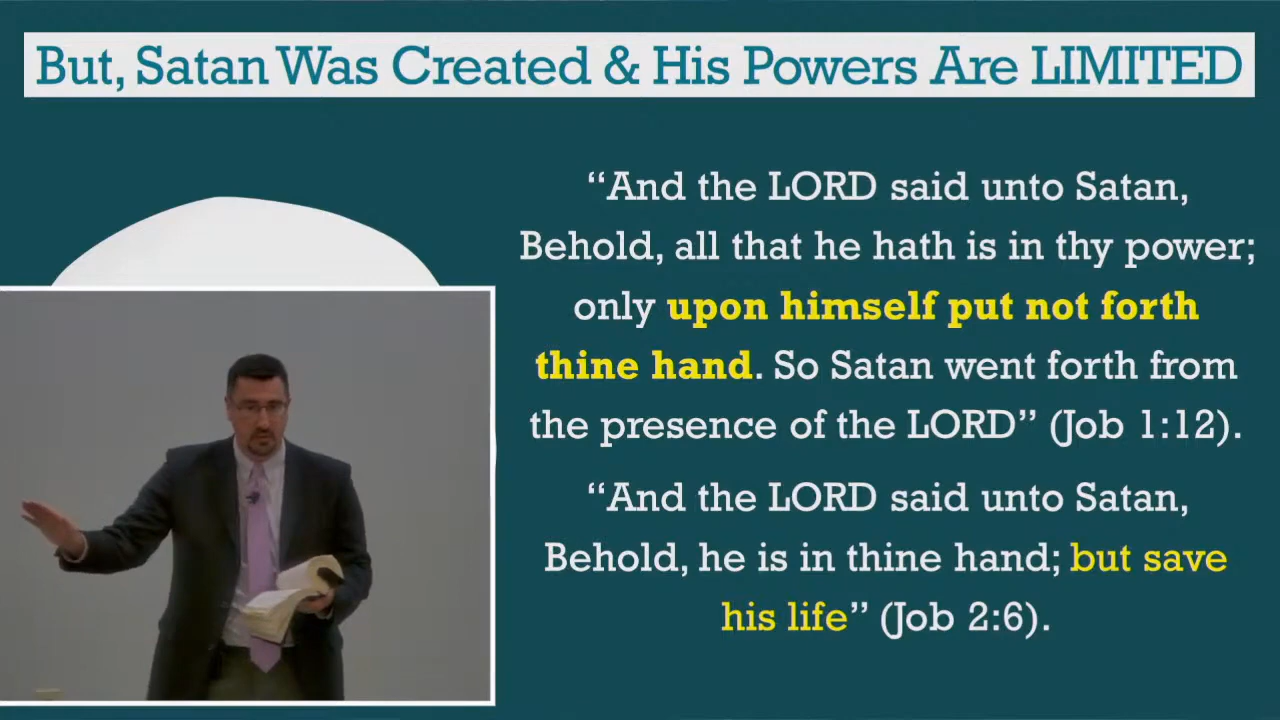 But, Satan Was Created & His Powers Are LIMITED
“And the LORD said unto Satan,
Behold, all that he hath is in thy power;
only upon himself put not forth
thine hand. So Satan went forth from
the presence of the LORD” (Job 1:12).
“And the LORD said unto Satan,
Behold, he is in thine hand; but save
his life” (Job 2:6).